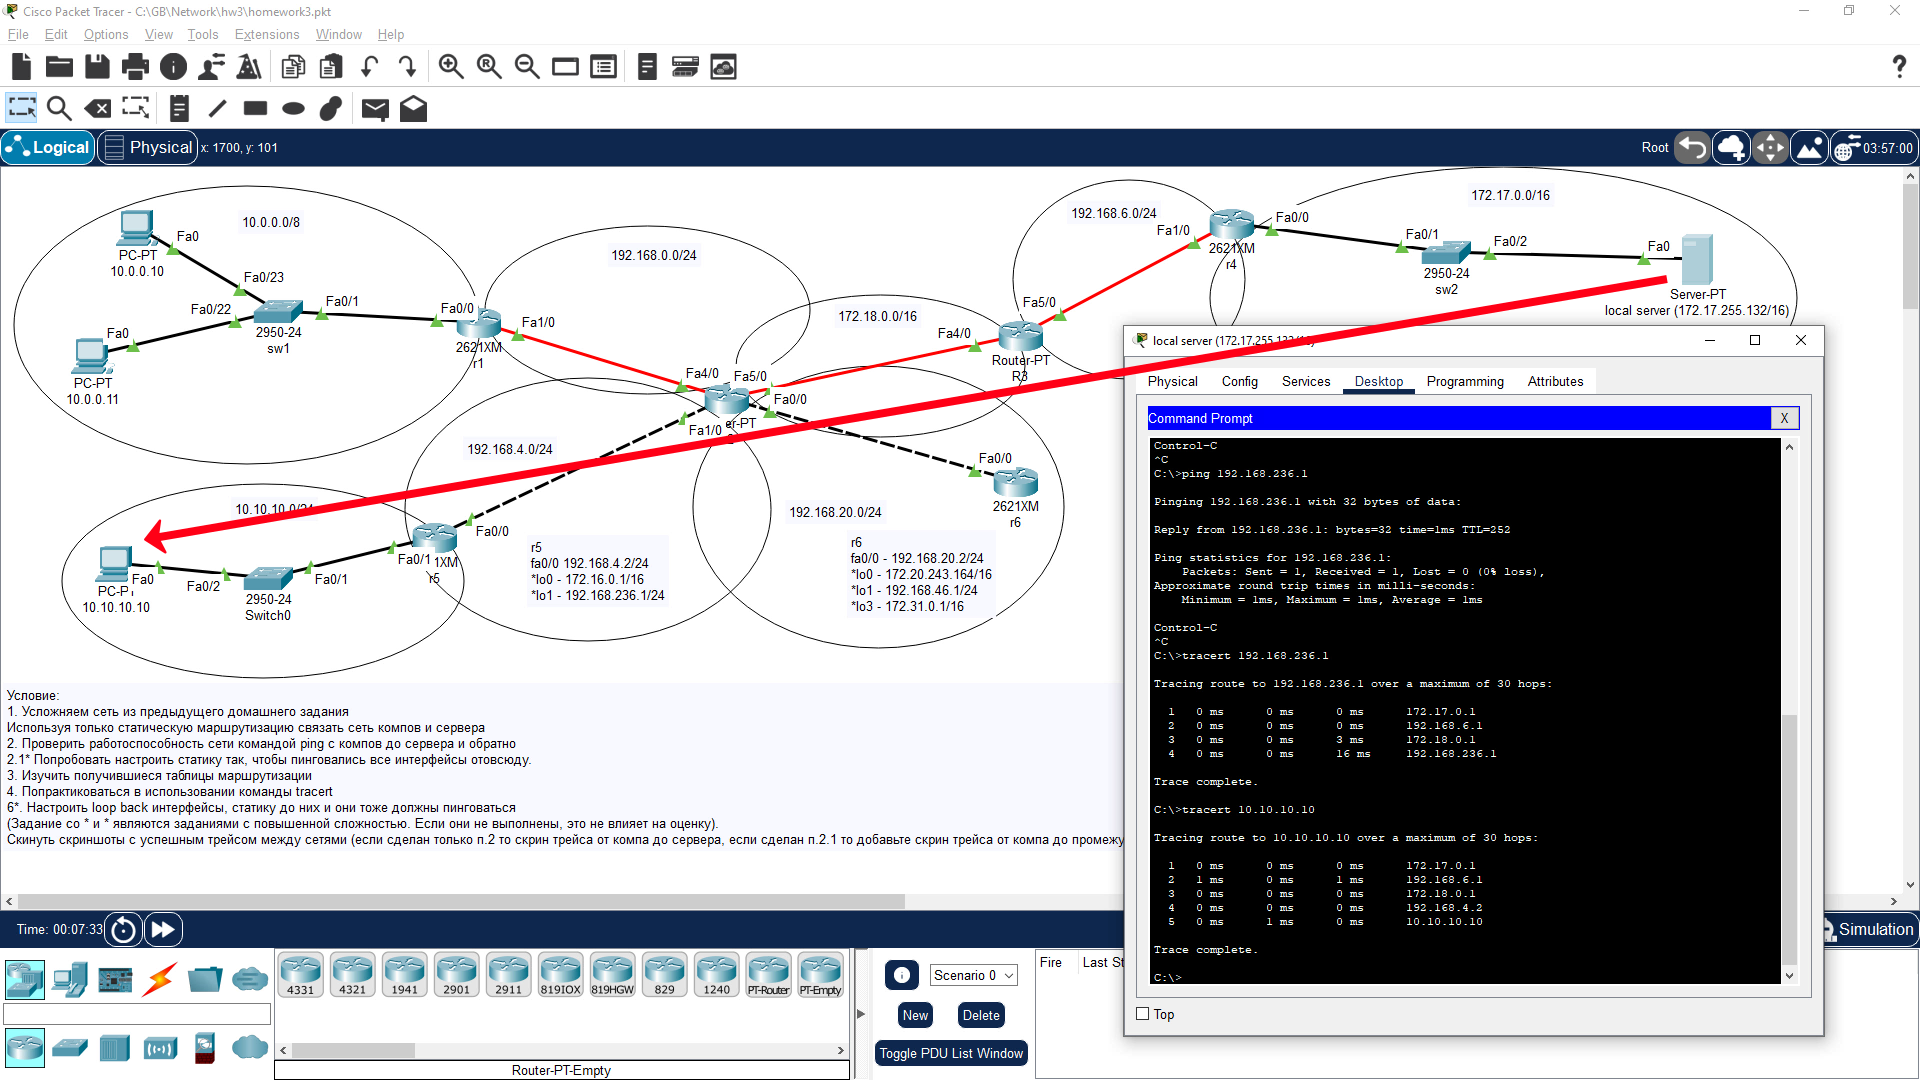 Cisco Packet Tracer - C:\GB\Network\hw3\homework3.pkt
File Edit Options View Tools Extensions Window Help
Logical Physical x: 1700, y: 101
Root 03:57:00
10.0.0.0/8
Fa0
PC-PT
10.0.0.10
Fa0/23
Fa0/22
Fa0/1
2950-24
sw1
Fa0
PC-PT
10.0.0.11
Fa0/0
Fa1/0
2621XM
r1
192.168.0.0/24
172.18.0.0/16
192.168.6.0/24
Fa1/0
Fa0/0
2621XM
r4
172.17.0.0/16
Fa0/1
Fa0/2
2950-24
sw2
Fa0
Server-PT
local server (172.17.255.132/16)
Fa5/0
Fa4/0
Router-PT
R3
Fa4/0
Fa5/0
Fa0/0
er-PT
Fa1/0
192.168.4.0/24
Fa0/0
2621XM
r6
192.168.20.0/24
10.10.10.0/24
Fa0/0
Fa0/1
1XM
r5
Fa0
PC-P
10.10.10.10
Fa0/2
Fa0/1
2950-24
Switch0
r5
fa0/0 192.168.4.2/24
*lo0 - 172.16.0.1/16
*lo1 - 192.168.236.1/24
r6
fa0/0 - 192.168.20.2/24
*lo0 - 172.20.243.164/16
*lo1 - 192.168.46.1/24
*lo3 - 172.31.0.1/16
Условие:
1. Усложняем сеть из предыдущего домашнего задания
Используя только статическую маршрутизацию связать сеть компов и сервера
2. Проверить работоспособность сети командой ping с компов до сервера и обратно
2.1* Попробовать настроить статику так, чтобы пинговались все интерфейсы отовсюду.
3. Изучить получившиеся таблицы маршрутизации
4. Попрактиковаться в использовании команды tracert
6*. Настроить loop back интерфейсы, статику до них и они тоже должны пинговаться
(Задание со * и * являются заданиями с повышенной сложностью. Если они не выполнены, это не влияет на оценку).
Скинуть скриншоты с успешным трейсом между сетями (если сделан только п.2 то скрин трейса от компа до сервера, если сделан п.2.1 то добавьте скрин трейса от компа до промежу
local server (172.17.255.132/16)
Physical Config Services Desktop Programming Attributes
Command Prompt X
Control-C
^C
C:\>ping 192.168.236.1
Pinging 192.168.236.1 with 32 bytes of data:
Reply from 192.168.236.1: bytes=32 time=1ms TTL=252
Ping statistics for 192.168.236.1:
Packets: Sent = 1, Received = 1, Lost = 0 (0% loss),
Approximate round trip times in milli-seconds:
Minimum = 1ms, Maximum = 1ms, Average = 1ms
Control-C
^C
C:\>tracert 192.168.236.1
Tracing route to 192.168.236.1 over a maximum of 30 hops:
1 0 ms 0 ms 0 ms 172.17.0.1
2 0 ms 0 ms 0 ms 192.168.6.1
3 0 ms 0 ms 3 ms 172.18.0.1
4 0 ms 0 ms 16 ms 192.168.236.1
Trace complete.
C:\>tracert 10.10.10.10
Tracing route to 10.10.10.10 over a maximum of 30 hops:
1 0 ms 0 ms 0 ms 172.17.0.1
2 1 ms 0 ms 1 ms 192.168.6.1
3 0 ms 0 ms 0 ms 172.18.0.1
4 0 ms 0 ms 0 ms 192.168.4.2
5 0 ms 1 ms 0 ms 10.10.10.10
Trace complete.
C:\>
Top
Time: 00:07:33
Simulation
4331 4321 1941 2901 2911 819IOX 819HGW 829 1240 PT-Router PT-Empty
Router-PT-Empty
Scenario 0
New Delete
Toggle PDU List Window
Fire Last St